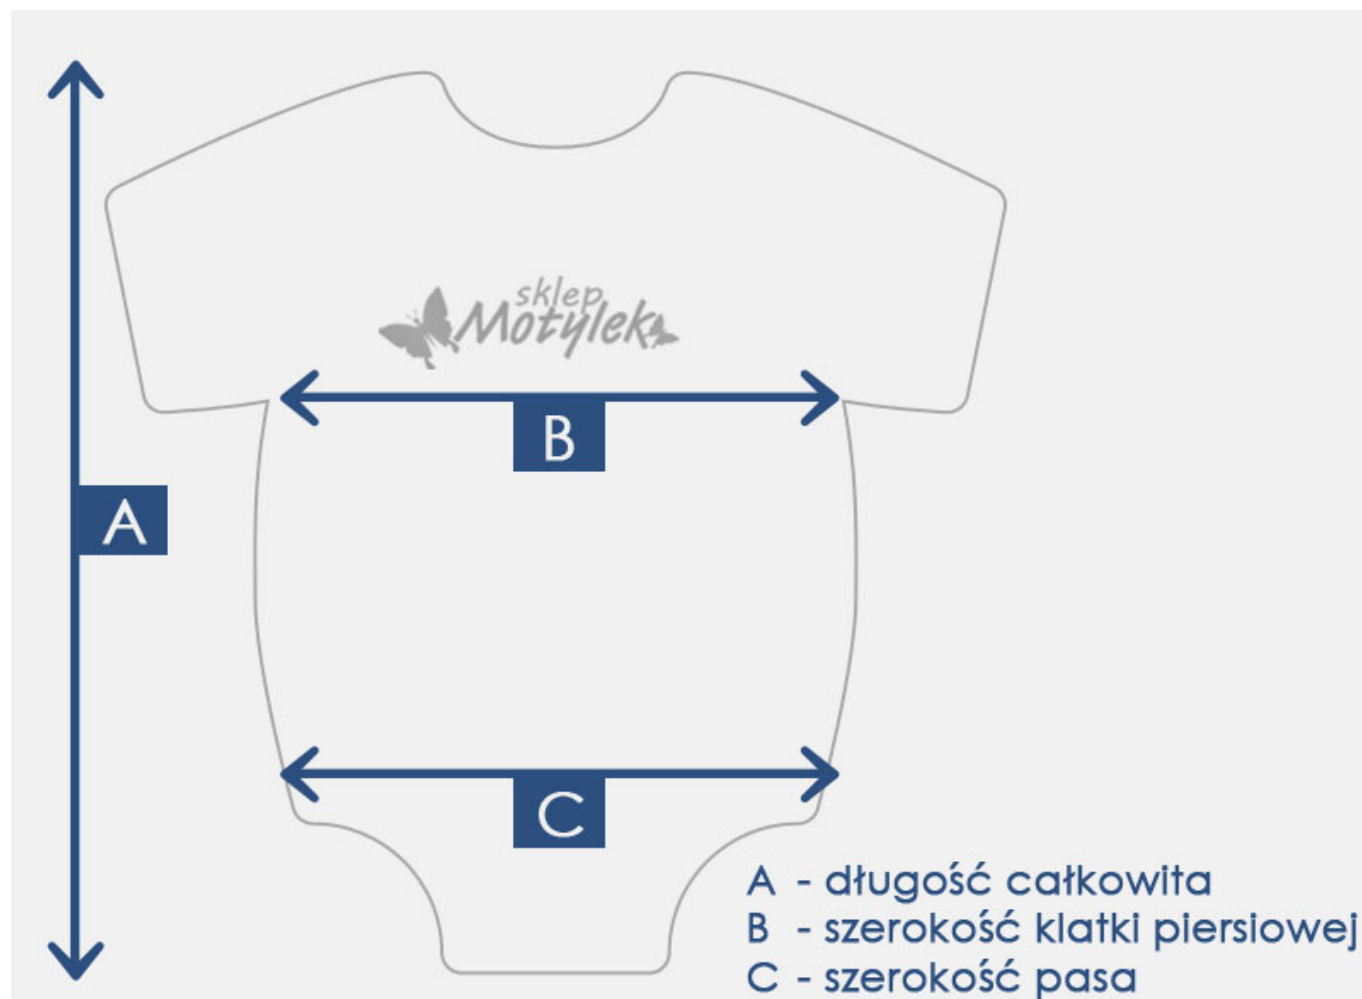 sklep
Motylek
B
A
C
A - długość całkowita
B - szerokość klatki piersiowej
C - szerokość pasa